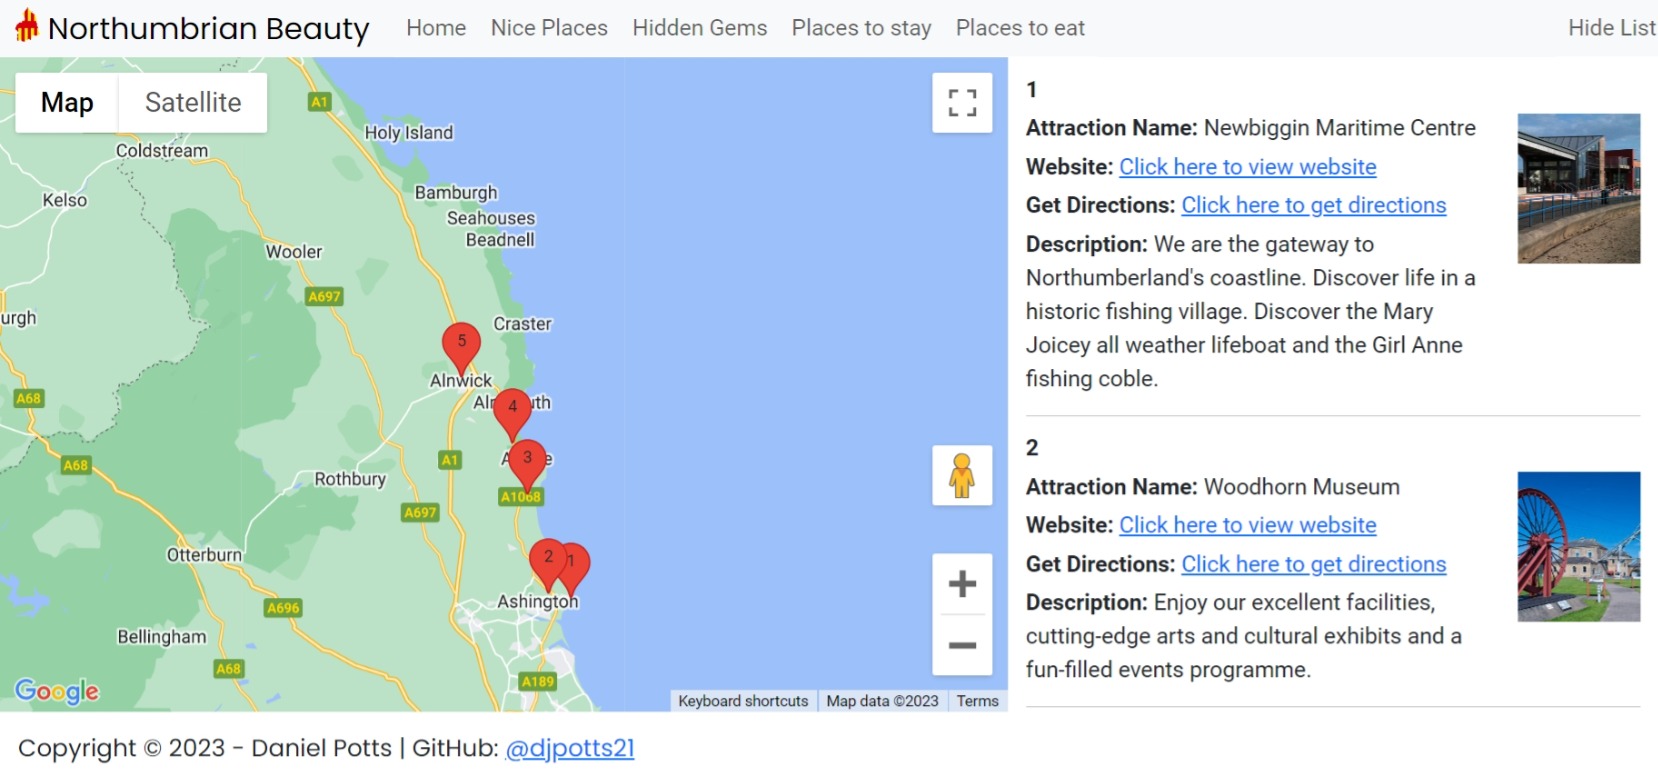 Northumbrian Beauty Home Nice Places Hidden Gems Places to stay Places to eat Hide List
Map Satellite
A1
Holy Island
Coldstream
Kelso
Bamburgh
Seahouses
Beadnell
Wooler
A697
urgh
Craster
5
Alnwick
A68
4
A1
3
A68
Rothbury
A1068
A697
Otterburn
2
1
Ashington
A696
Bellingham
A68
A189
Google
Keyboard shortcuts Map data ©2023 Terms
1
Attraction Name: Newbiggin Maritime Centre
Website: Click here to view website
Get Directions: Click here to get directions
Description: We are the gateway to
Northumberland's coastline. Discover life in a
historic fishing village. Discover the Mary
Joicey all weather lifeboat and the Girl Anne
fishing coble.
2
Attraction Name: Woodhorn Museum
Website: Click here to view website
Get Directions: Click here to get directions
Description: Enjoy our excellent facilities,
cutting-edge arts and cultural exhibits and a
fun-filled events programme.
Copyright © 2023 - Daniel Potts | GitHub: @djpotts21